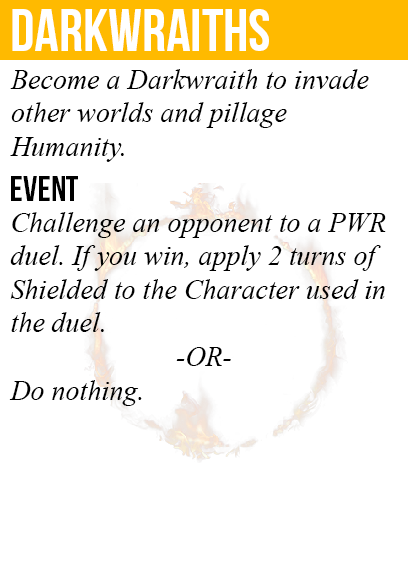 DARKWRAITHS
Become a Darkwraith to invade
other worlds and pillage
Humanity.
EVENT
Challenge an opponent to a PWR
duel. If you win, apply 2 turns of
Shielded to the Character used in
the duel.
-OR-
Do nothing.